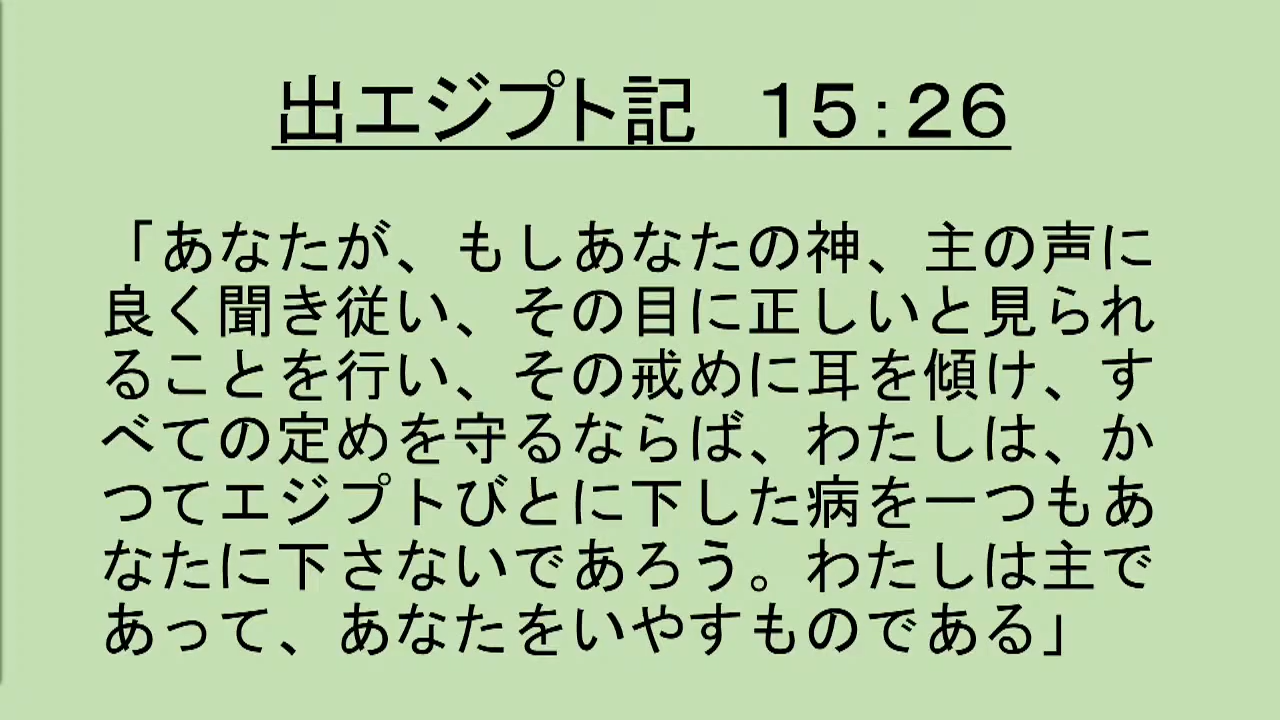 出エジプト記　１５：２６
「あなたが、もしあなたの神、主の声に
良く聞き従い、その目に正しいと見られ
ることを行い、その戒めに耳を傾け、す
べての定めを守るならば、わたしは、か
つてエジプトびとに下した病を一つもあ
なたに下さないであろう。わたしは主で
あって、あなたをいやすものである」